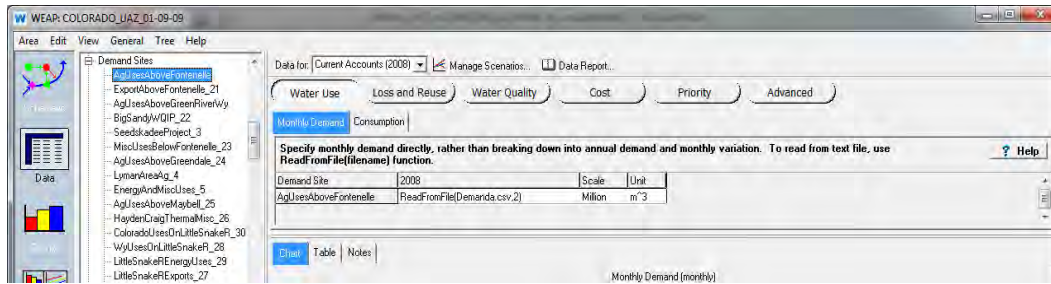 WEAP: COLORADO_UAZ_01-09-09
Area Edit View General Tree Help
Demand Sites
AgUsesAboveFontenelle
ExportAboveFontenelle_21
AgUsesAboveGreenRiverWy
BigSandyWQIP_22
SeedskadeeProject_3
MiscUsesBelowFontenelle_23
AgUsesAboveGreendale_24
LymanAreaAg_4
EnergyAndMiscUses_5
AgUsesAboveMaybell_25
HaydenCraigThermalMisc_26
ColoradoUsesOnLittleSnakeR_30
WyUsesOnLittleSnakeR_28
LittleSnakeREnergyUses_29
LittleSnakeRExports_27
Data
Data for: Current Accounts (2008) Manage Scenarios... Data Report...
Water Use Loss and Reuse Water Quality Cost Priority Advanced
Monthly Demand Consumption
Specify monthly demand directly, rather than breaking down into annual demand and monthly variation. To read from text file, use
ReadFromFile(filename) function.
? Help
Demand Site 2008 Scale Unit
AgUsesAboveFontenelle ReadFromFile(Demanda.csv,2) Million m^3
Chart Table Notes
Monthly Demand (monthly)